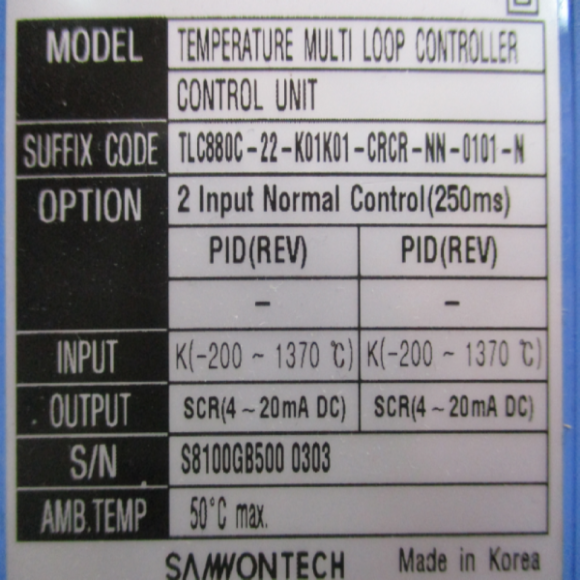 MODEL TEMPERATURE MULTI LOOP CONTROLLER
CONTROL UNIT
SUFFIX CODE TLC880C-22-K01K01-CRCR-NN-0101-N
OPTION 2 Input Normal Control(250ms)
PID(REV) PID(REV)
– –
INPUT K(-200 ~ 1370 ℃) K(-200 ~ 1370 ℃)
OUTPUT SCR(4 ~ 20mA DC) SCR(4 ~ 20mA DC)
S/N S8100GB500 0303
AMB.TEMP 50°C max.
SAMWONTECH Made in Korea